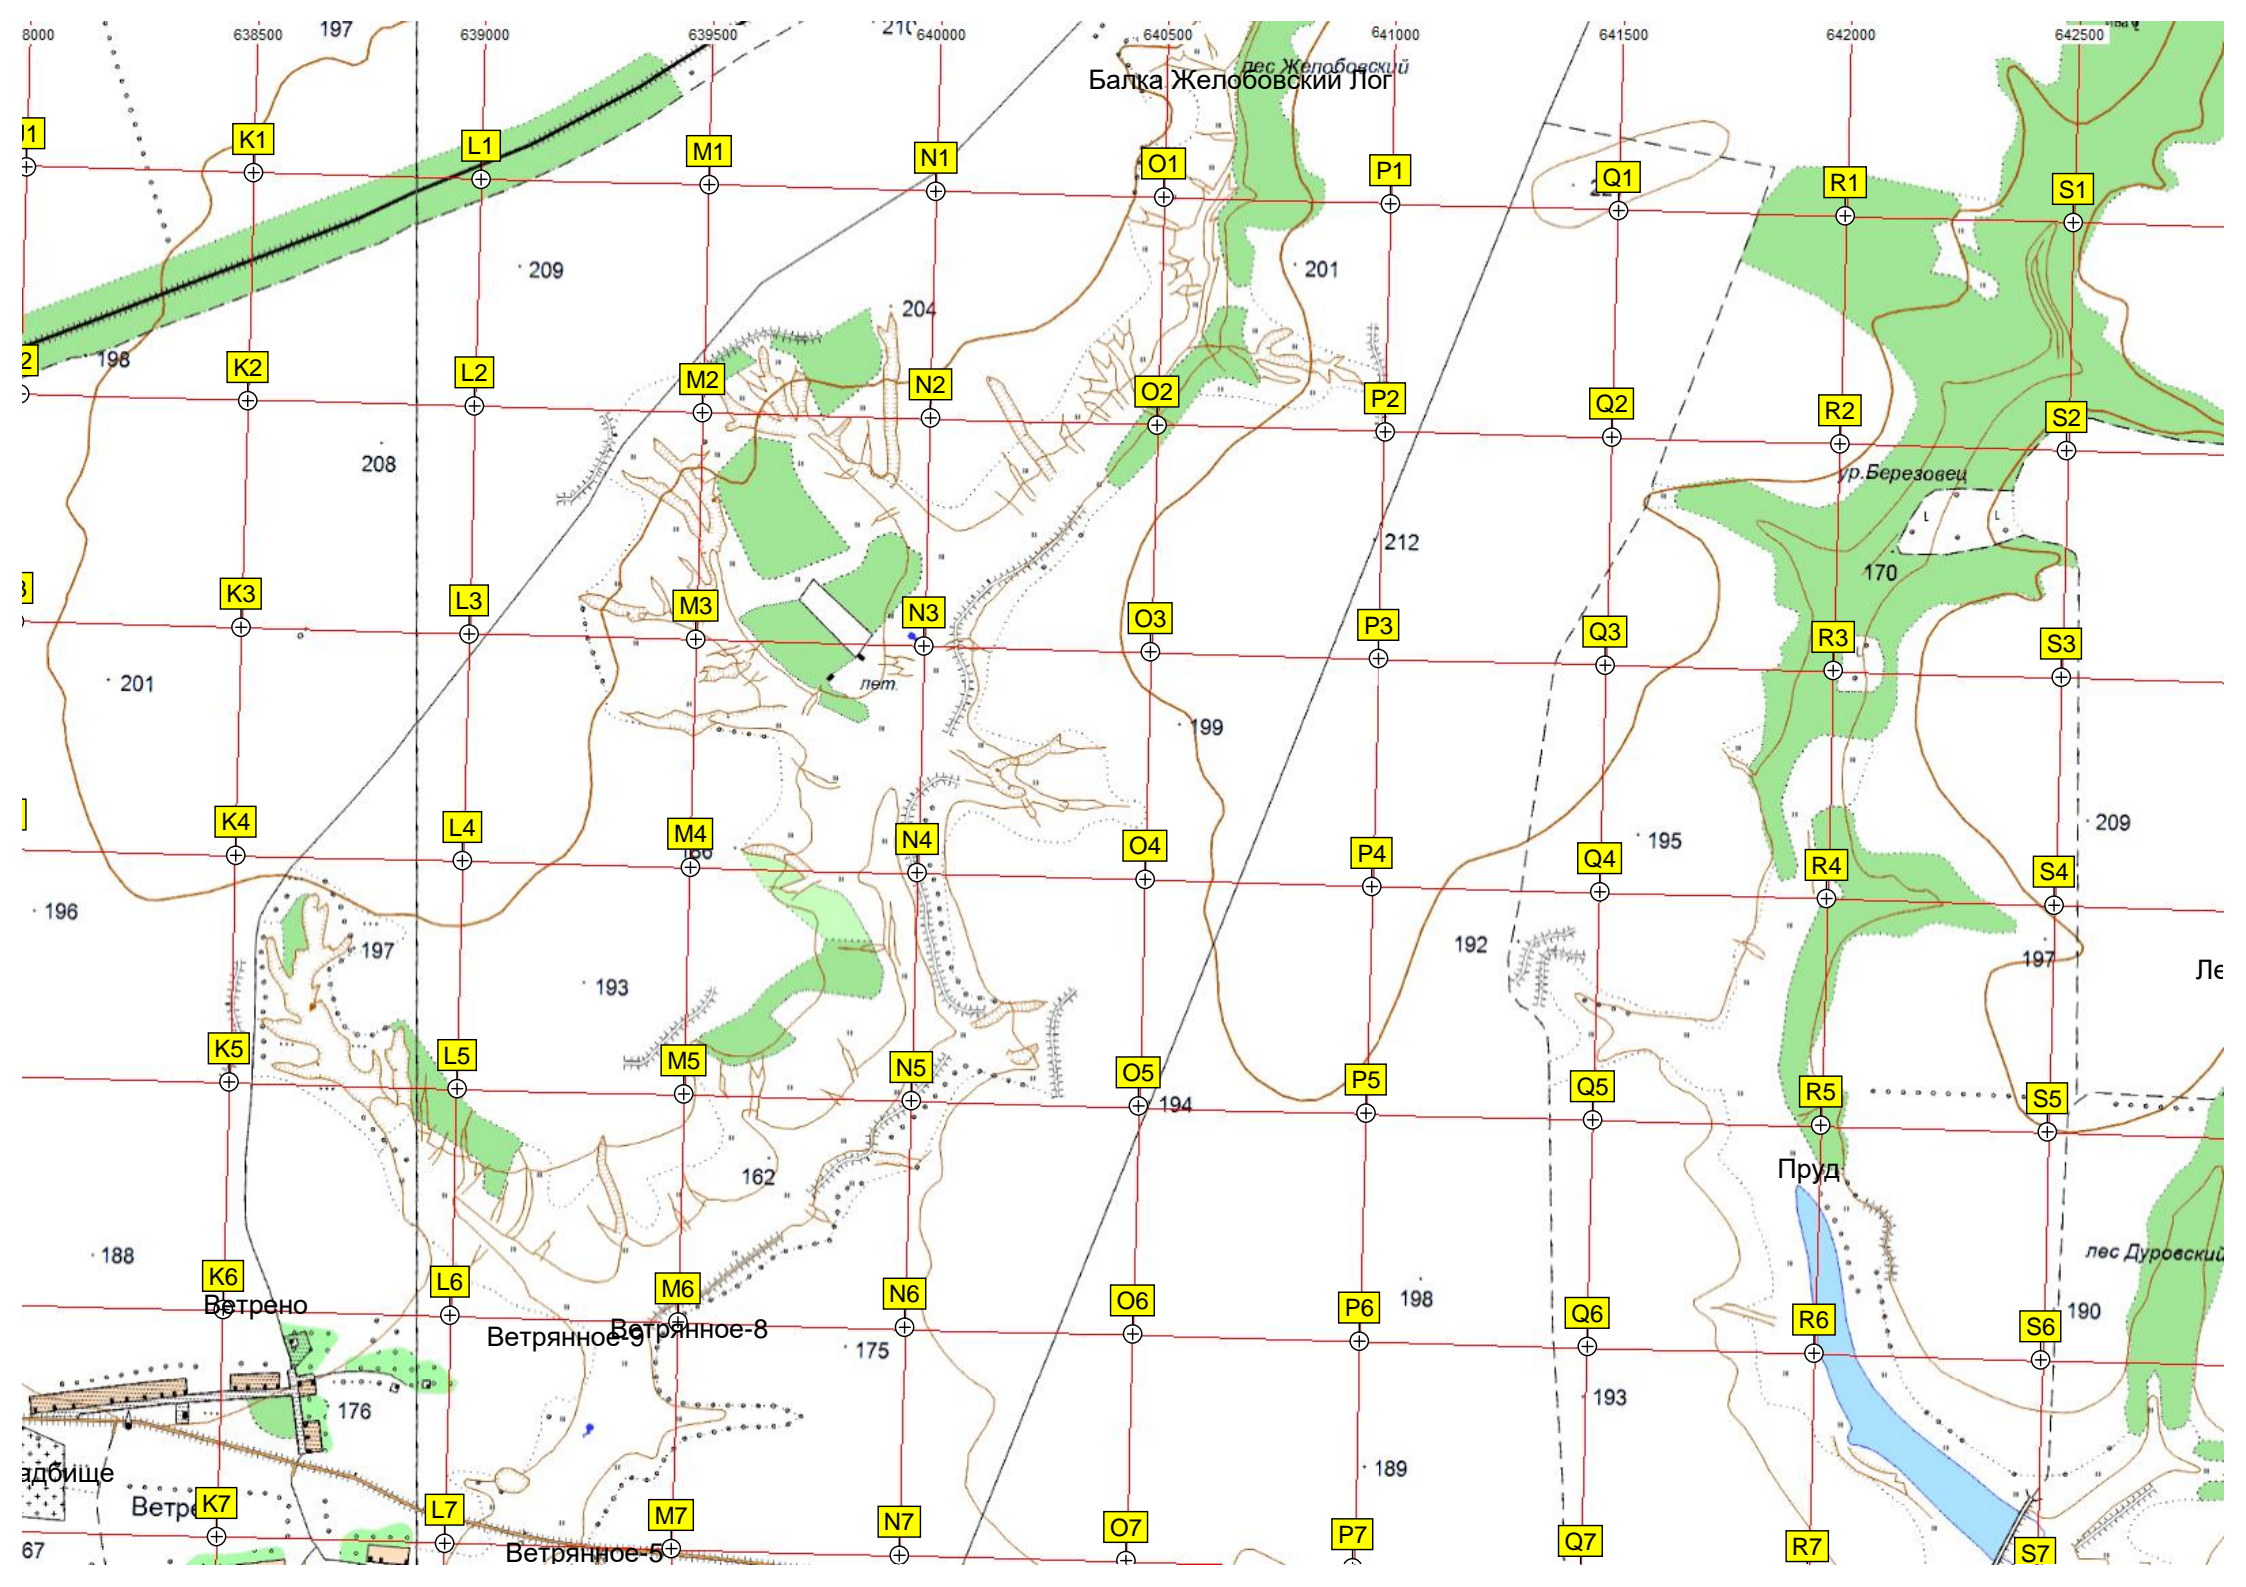 8000 638500 639000 639500 640000 640500 641000 641500 642000 642500
197
лес Желобовский
Балка Желобовский Лог
K1 L1 M1 N1 O1 P1 Q1 R1 S1
209 201
204
198
K2 L2 M2 N2 O2 P2 Q2 R2 S2
208
ур.Березовец
212
170
K3 L3 M3 N3 O3 P3 Q3 R3 S3
201
лет.
199
K4 L4 M4 N4 O4 P4 Q4 R4 S4
195 209
196
197
192
197
193
Ле
K5 L5 M5 N5 O5 P5 Q5 R5 S5
194
162
Пруд
188
лес Дуровский
K6 L6 M6 N6 O6 P6 Q6 R6 S6
198
190
Ветрено
Ветрянное-9
Ветрянное-8
175
193
176
189
адбище
Ветре
K7 L7 M7 N7 O7 P7 Q7 R7 S7
67
Ветрянное-5